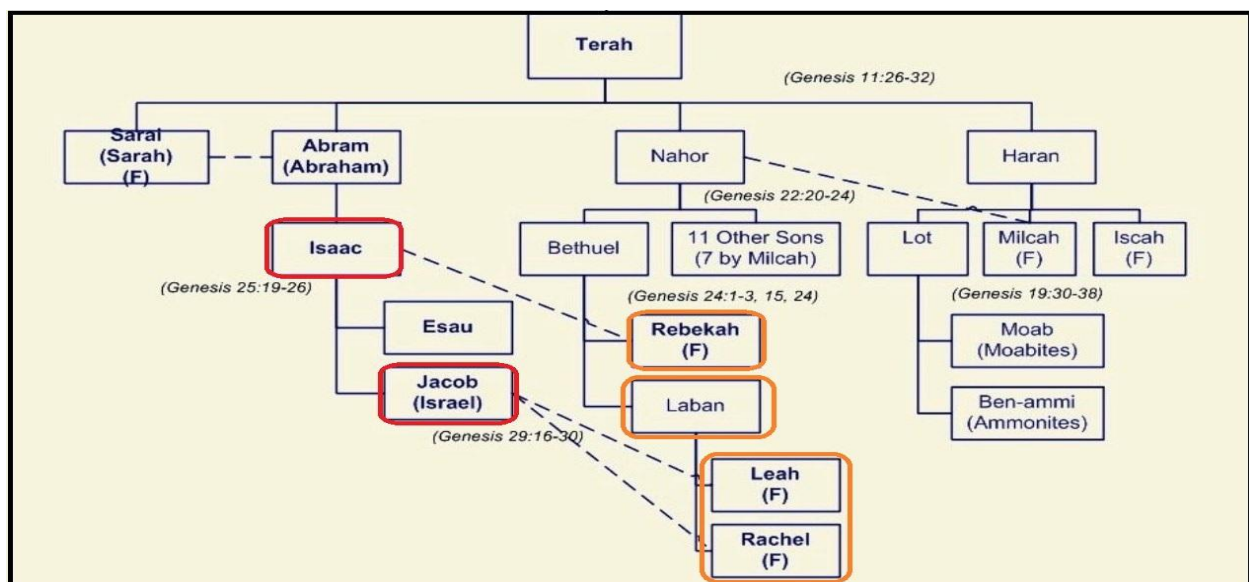 Terah
(Genesis 11:26-32)
Sarai
(Sarah)
(F)
Abram
(Abraham)
Nahor
Haran
(Genesis 22:20-24)
Isaac
Bethuel
11 Other Sons
(7 by Milcah)
Lot
Milcah
(F)
Iscah
(F)
(Genesis 25:19-26)
(Genesis 24:1-3, 15, 24)
(Genesis 19:30-38)
Esau
Rebekah
(F)
Moab
(Moabites)
Jacob
(Israel)
Laban
Ben-ammi
(Ammonites)
(Genesis 29:16-30)
Leah
(F)
Rachel
(F)